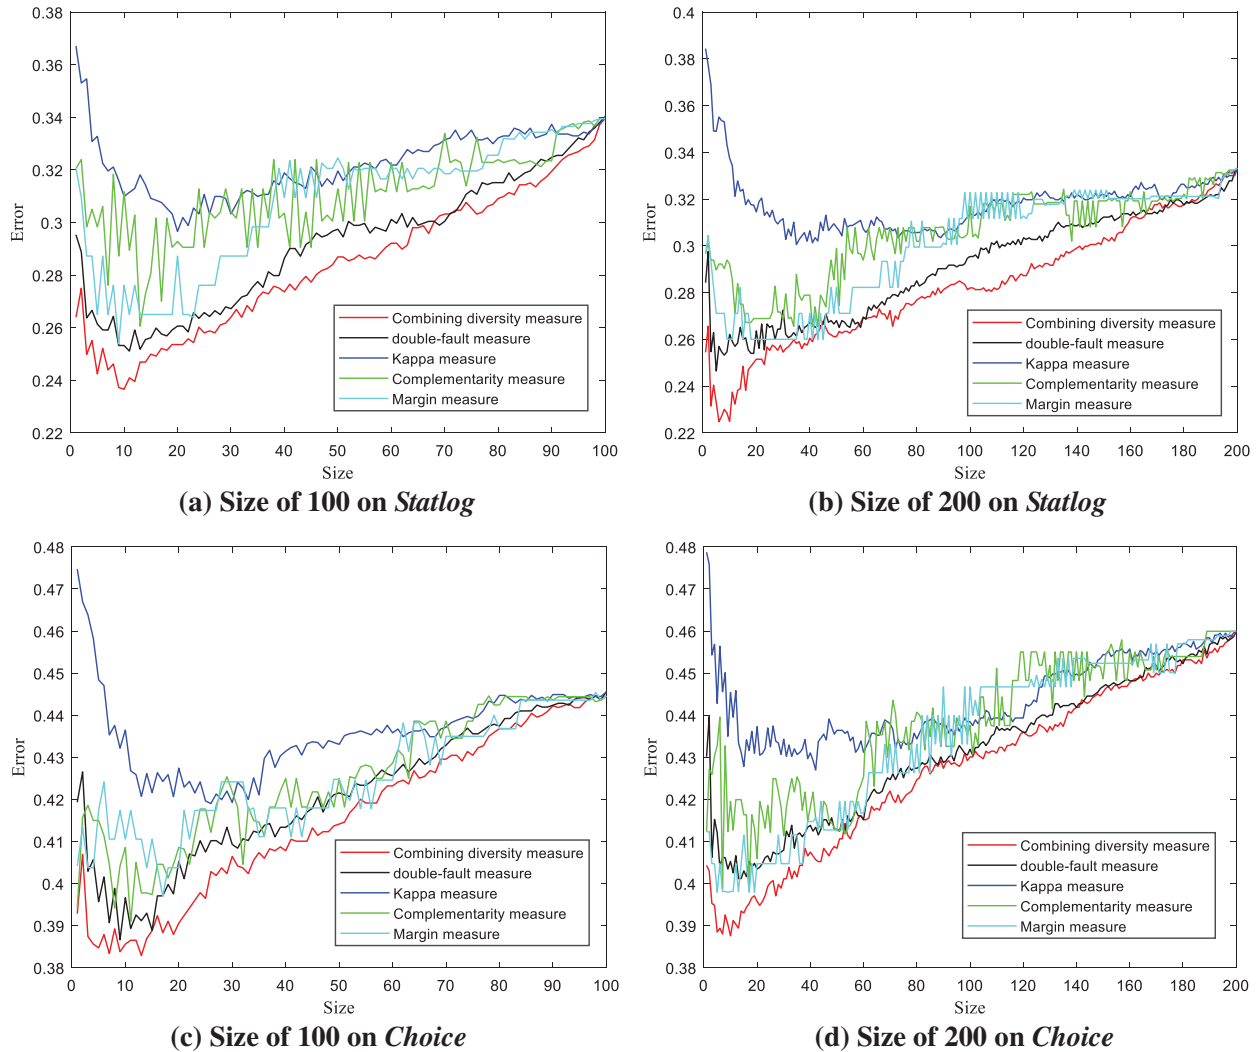 0.38
0.36
0.34
0.32
0.3
0.28
0.26
0.24
0.22
Error
0 10 20 30 40 50 60 70 80 90 100
Size
Combining diversity measure
double-fault measure
Kappa measure
Complementarity measure
Margin measure
(a) Size of 100 on Statlog
0.4
0.38
0.36
0.34
0.32
0.3
0.28
0.26
0.24
0.22
Error
0 20 40 60 80 100 120 140 160 180 200
Size
Combining diversity measure
double-fault measure
Kappa measure
Complementarity measure
Margin measure
(b) Size of 200 on Statlog
0.48
0.47
0.46
0.45
0.44
0.43
0.42
0.41
0.4
0.39
0.38
Error
0 10 20 30 40 50 60 70 80 90 100
Size
Combining diversity measure
double-fault measure
Kappa measure
Complementarity measure
Margin measure
(c) Size of 100 on Choice
0.48
0.47
0.46
0.45
0.44
0.43
0.42
0.41
0.4
0.39
0.38
Error
0 20 40 60 80 100 120 140 160 180 200
Size
Combining diversity measure
double-fault measure
Kappa measure
Complementarity measure
Margin measure
(d) Size of 200 on Choice